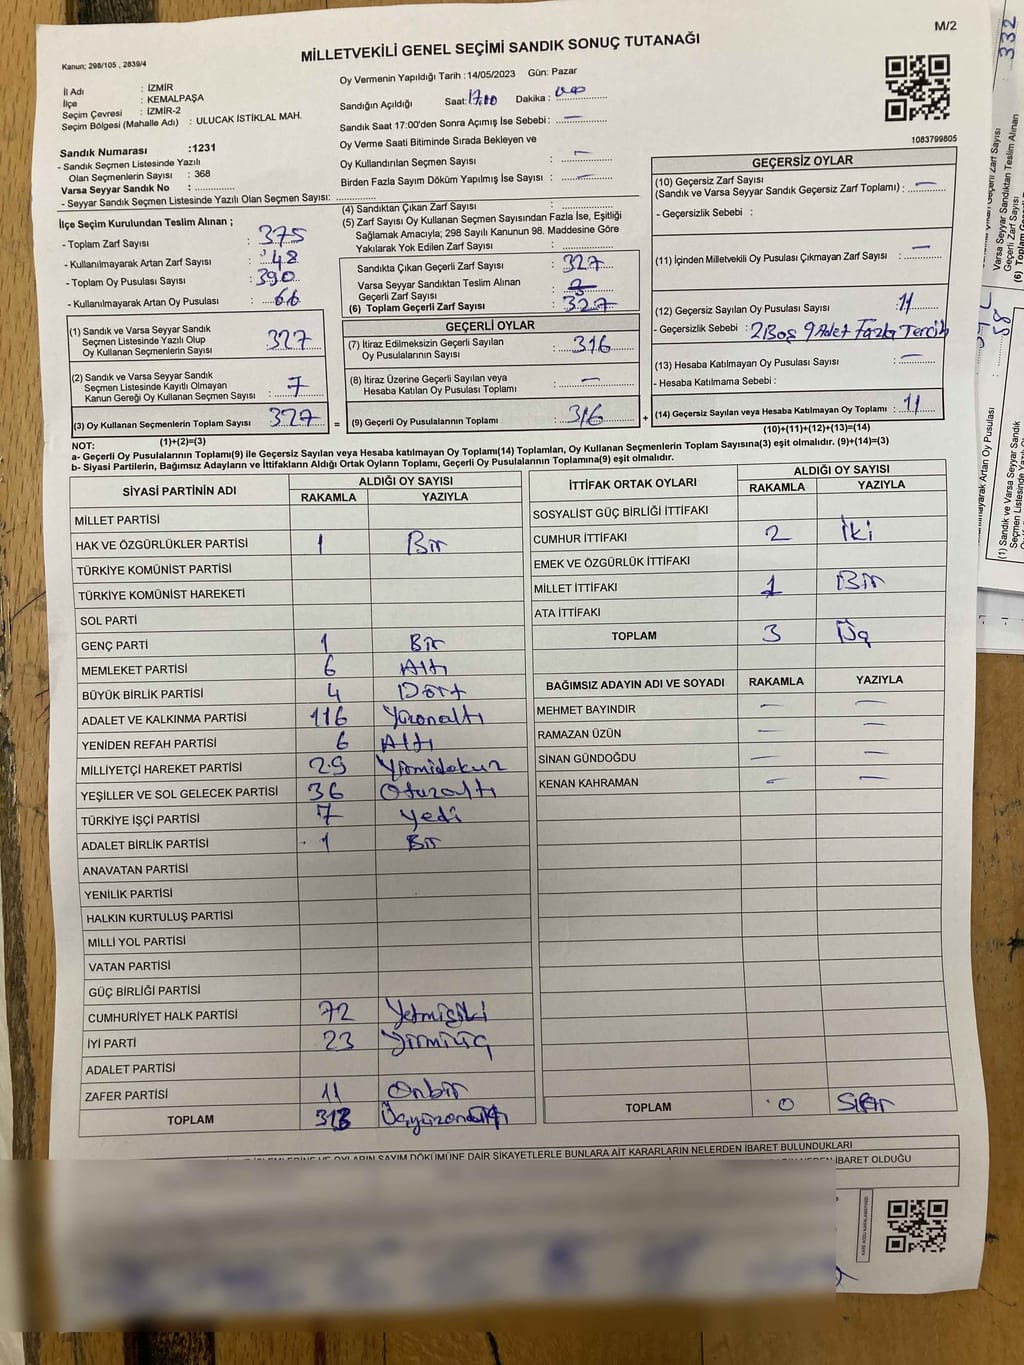 M/2
MİLLETVEKİLİ GENEL SEÇİMİ SANDIK SONUÇ TUTANAĞI
Kanun; 298/105 , 2839/4
İl Adı : İZMİR
İlçe : KEMALPAŞA
Seçim Çevresi : İZMİR-2
Seçim Bölgesi (Mahalle Adı) : ULUCAK İSTİKLAL MAH.
Sandık Numarası :1231
- Sandık Seçmen Listesinde Yazılı
Olan Seçmenlerin Sayısı : 368
Varsa Seyyar Sandık No :
- Seyyar Sandık Seçmen Listesinde Yazılı Olan Seçmen Sayısı:
Oy Vermenin Yapıldığı Tarih :14/05/2023 Gün: Pazar
Sandığın Açıldığı Saat: 17.00 Dakika :
Sandık Saat 17:00'den Sonra Açımış İse Sebebi : —
Oy Verme Saati Bitiminde Sırada Bekleyen ve
Oy Kullandırılan Seçmen Sayısı : —
Birden Fazla Sayım Döküm Yapılmış İse Sayısı : —
1083799805
İlçe Seçim Kurulundan Teslim Alınan ;
- Toplam Zarf Sayısı : 375
- Kullanılmayarak Artan Zarf Sayısı : 48
- Toplam Oy Pusulası Sayısı : 390
- Kullanılmayarak Artan Oy Pusulası : 66
(1) Sandık ve Varsa Seyyar Sandık
Seçmen Listesinde Yazılı Olup
Oy Kullanan Seçmenlerin Sayısı : 327
(2) Sandık ve Varsa Seyyar Sandık
Seçmen Listesinde Kayıtlı Olmayan
Kanun Gereği Oy Kullanan Seçmen Sayısı : 7
(3) Oy Kullanan Seçmenlerin Toplam Sayısı : 327
(1)+(2)=(3)
(4) Sandıktan Çıkan Zarf Sayısı :
(5) Zarf Sayısı Oy Kullanan Seçmen Sayısından Fazla İse, Eşitliği
Sağlamak Amacıyla; 298 Sayılı Kanunun 98. Maddesine Göre
Yakılarak Yok Edilen Zarf Sayısı :
Sandıkta Çıkan Geçerli Zarf Sayısı : 327
Varsa Seyyar Sandıktan Teslim Alınan
Geçerli Zarf Sayısı :
(6) Toplam Geçerli Zarf Sayısı : 327
GEÇERLİ OYLAR
(7) İtiraz Edilmeksizin Geçerli Sayılan
Oy Pusulalarının Sayısı : 316
(8) İtiraz Üzerine Geçerli Sayılan veya
Hesaba Katılan Oy Pusulası Toplamı : —
= (9) Geçerli Oy Pusulalarının Toplamı : 316 +
GEÇERSİZ OYLAR
(10) Geçersiz Zarf Sayısı
(Sandık ve Varsa Seyyar Sandık Geçersiz Zarf Toplamı) : —
- Geçersizlik Sebebi :
(11) İçinden Milletvekili Oy Pusulası Çıkmayan Zarf Sayısı : —
(12) Geçersiz Sayılan Oy Pusulası Sayısı : 11
- Geçersizlik Sebebi : 2 Boş 9 Adet Fazla Tercih
(13) Hesaba Katılmayan Oy Pusulası Sayısı : —
- Hesaba Katılmama Sebebi :
(14) Geçersiz Sayılan veya Hesaba Katılmayan Oy Toplamı : 11
(10)+(11)+(12)+(13)=(14)
NOT:
a- Geçerli Oy Pusulalarının Toplam(9) ile Geçersiz Sayılan veya Hesaba katılmayan Oy Toplam(14) Toplamları, Oy Kullanan Seçmenlerin Toplam Sayısına(3) eşit olmalıdır. (9)+(14)=(3)
b- Siyasi Partilerin, Bağımsız Adayların ve İttifakların Aldığı Ortak Oyların Toplamı, Geçerli Oy Pusulalarının Toplamına(9) eşit olmalıdır.
SİYASİ PARTİNİN ADI
ALDIĞI OY SAYISI
RAKAMLA YAZIYLA
MİLLET PARTİSİ
HAK VE ÖZGÜRLÜKLER PARTİSİ 1 Bir
TÜRKİYE KOMÜNİST PARTİSİ
TÜRKİYE KOMÜNİST HAREKETİ
SOL PARTİ
GENÇ PARTİ 1 Bir
MEMLEKET PARTİSİ 6 Altı
BÜYÜK BİRLİK PARTİSİ 4 Dört
ADALET VE KALKINMA PARTİSİ 116 Yüzonaltı
YENİDEN REFAH PARTİSİ 6 Altı
MİLLİYETÇİ HAREKET PARTİSİ 29 Yirmidokuz
YEŞİLLER VE SOL GELECEK PARTİSİ 36 Otuzaltı
TÜRKİYE İŞÇİ PARTİSİ 7 Yedi
ADALET BİRLİK PARTİSİ 1 Bir
ANAVATAN PARTİSİ
YENİLİK PARTİSİ
HALKIN KURTULUŞ PARTİSİ
MİLLİ YOL PARTİSİ
VATAN PARTİSİ
GÜÇ BİRLİĞİ PARTİSİ
CUMHURİYET HALK PARTİSİ 72 Yetmişiki
İYİ PARTİ 23 Yirmiüç
ADALET PARTİSİ
ZAFER PARTİSİ 11 Onbir
TOPLAM 313
İTTİFAK ORTAK OYLARI
ALDIĞI OY SAYISI
RAKAMLA YAZIYLA
SOSYALİST GÜÇ BİRLİĞİ İTTİFAKI
CUMHUR İTTİFAKI 2 İki
EMEK VE ÖZGÜRLÜK İTTİFAKI
MİLLET İTTİFAKI 1 Bir
ATA İTTİFAKI
TOPLAM 3 Üç
BAĞIMSIZ ADAYIN ADI VE SOYADI RAKAMLA YAZIYLA
MEHMET BAYINDIR — —
RAMAZAN ÜZÜN — —
SİNAN GÜNDOĞDU — —
KENAN KAHRAMAN — —
TOPLAM 0 Sıfır
OYLARIN SAYIM DÖKÜMÜNE DAİR ŞİKAYETLERLE BUNLARA AİT KARARLARIN NELERDEN İBARET BULUNDUKLARI
İBARET OLDUĞU
332